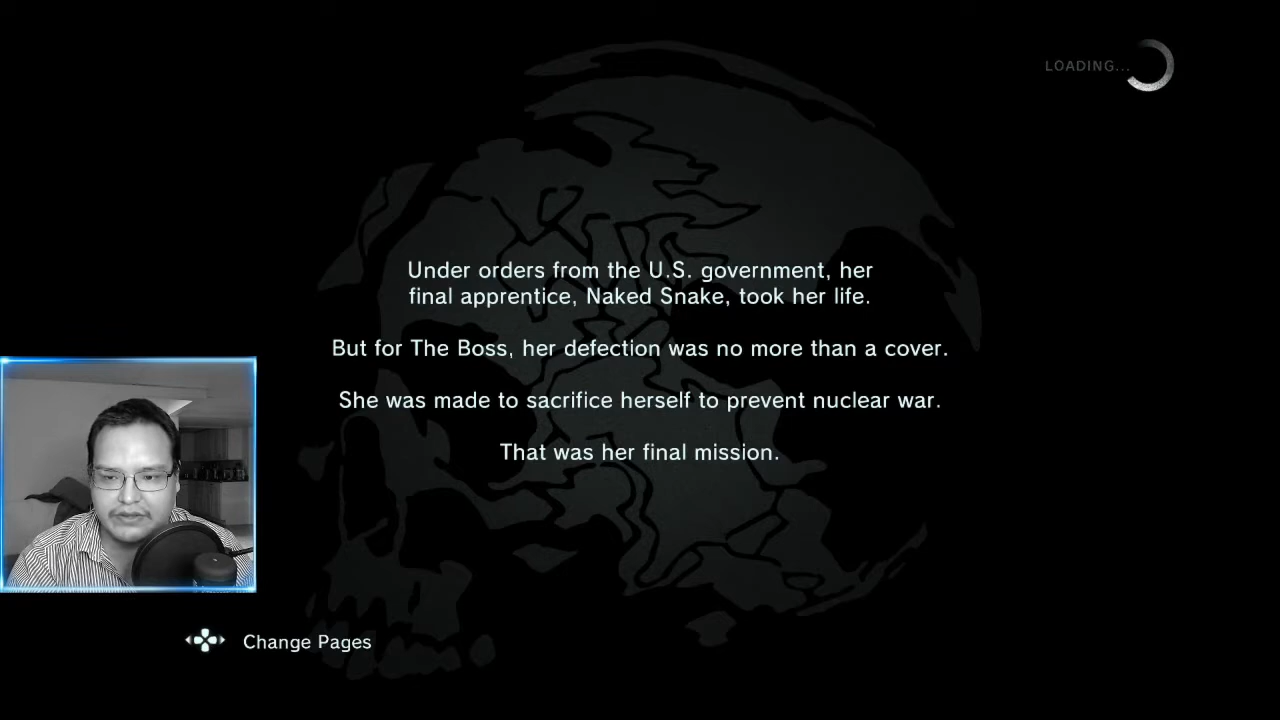 LOADING...
Under orders from the U.S. government, her
final apprentice, Naked Snake, took her life.
But for The Boss, her defection was no more than a cover.
She was made to sacrifice herself to prevent nuclear war.
That was her final mission.
Change Pages